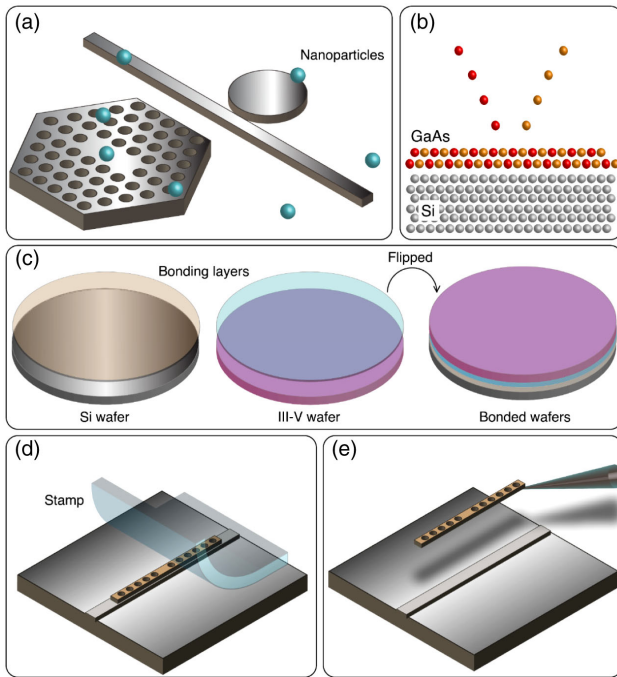 (a)
Nanoparticles
(b)
GaAs
Si
(c)
Bonding layers
Flipped
Si wafer
III-V wafer
Bonded wafers
(d)
Stamp
(e)